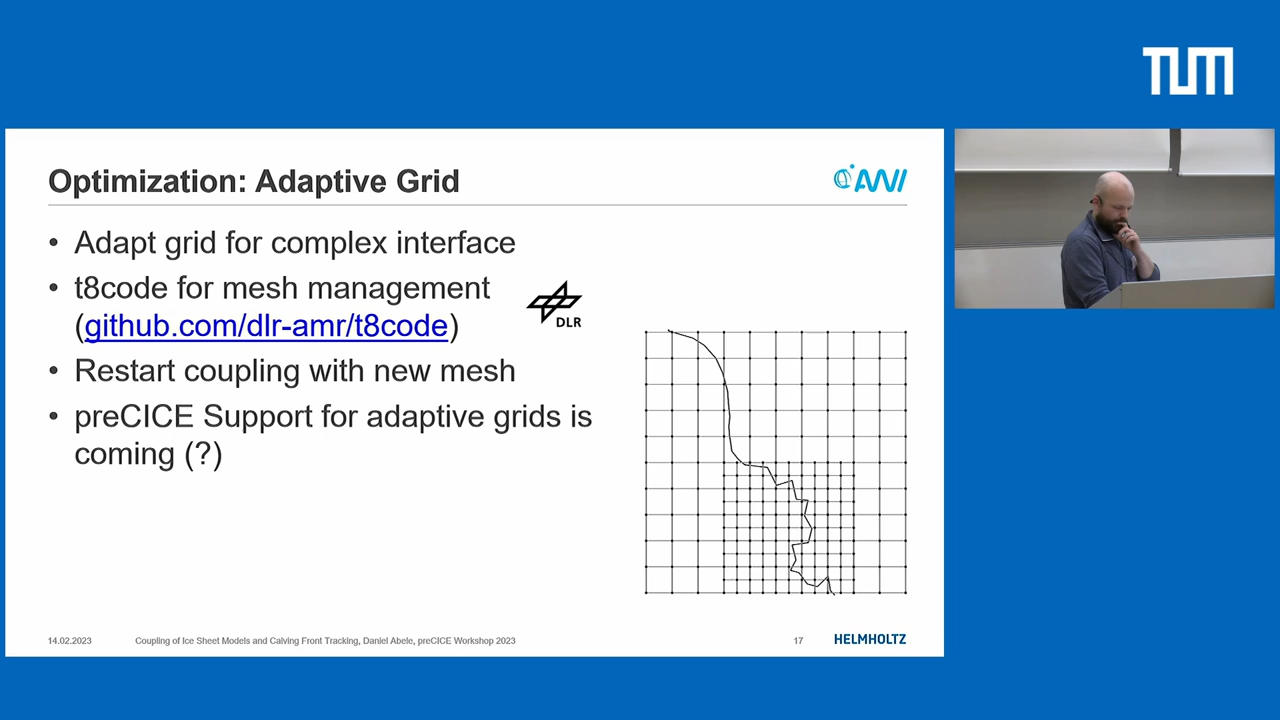 TUM
Optimization: Adaptive Grid
AWI
• Adapt grid for complex interface
• t8code for mesh management
(github.com/dlr-amr/t8code)
DLR
• Restart coupling with new mesh
• preCICE Support for adaptive grids is
coming (?)
14.02.2023
Coupling of Ice Sheet Models and Calving Front Tracking, Daniel Abele, preCICE Workshop 2023
17
HELMHOLTZ